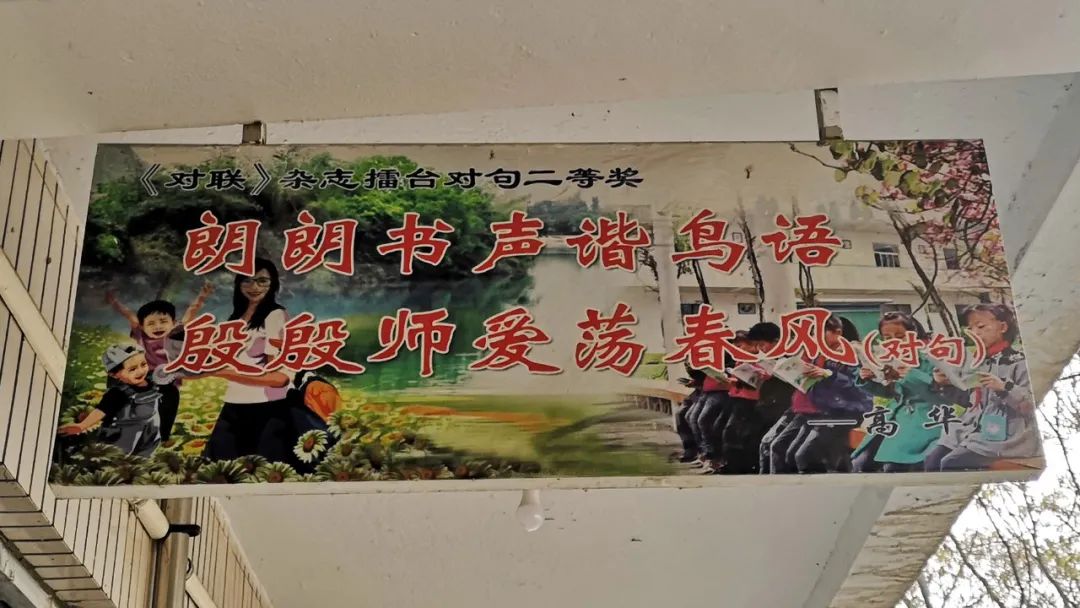 《对联》杂志擂台对句二等奖
朗朗书声谐鸟语
殷殷师爱荡春风(对句)
—高华